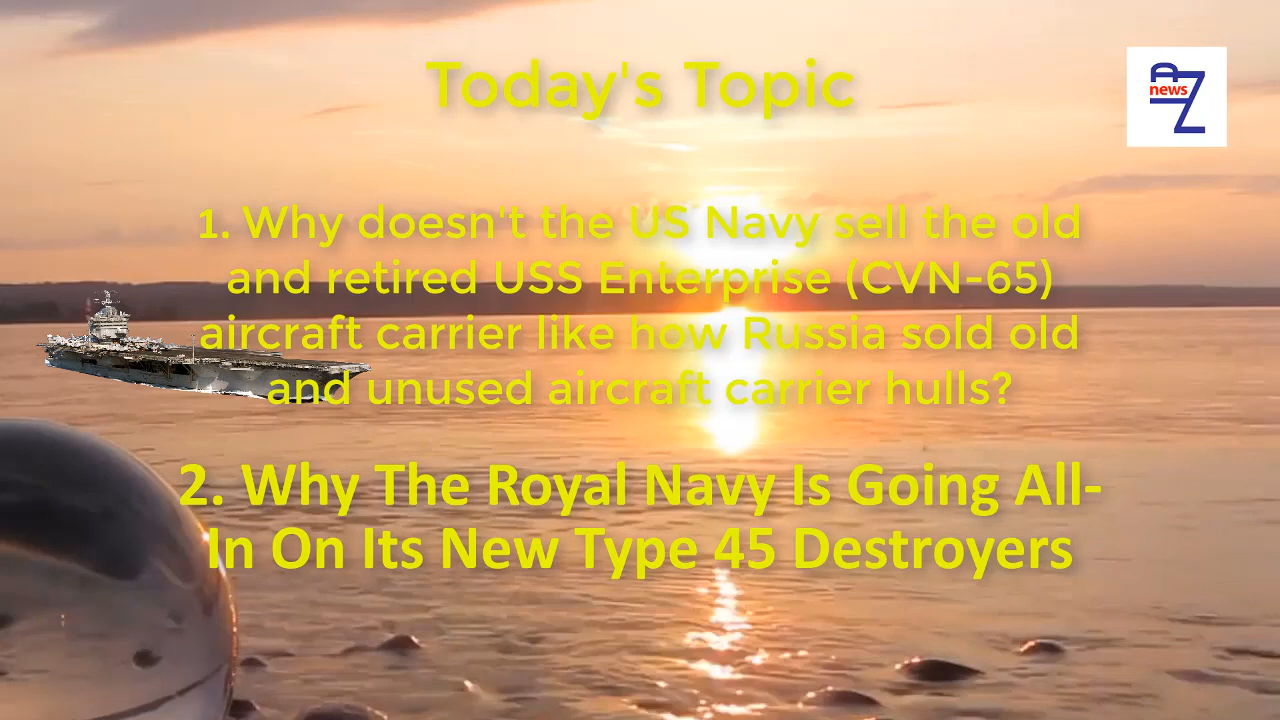 Today's Topic
A
news
Z
1. Why doesn't the US Navy sell the old
and retired USS Enterprise (CVN-65)
aircraft carrier like how Russia sold old
and unused aircraft carrier hulls?
2. Why The Royal Navy Is Going All-
In On Its New Type 45 Destroyers